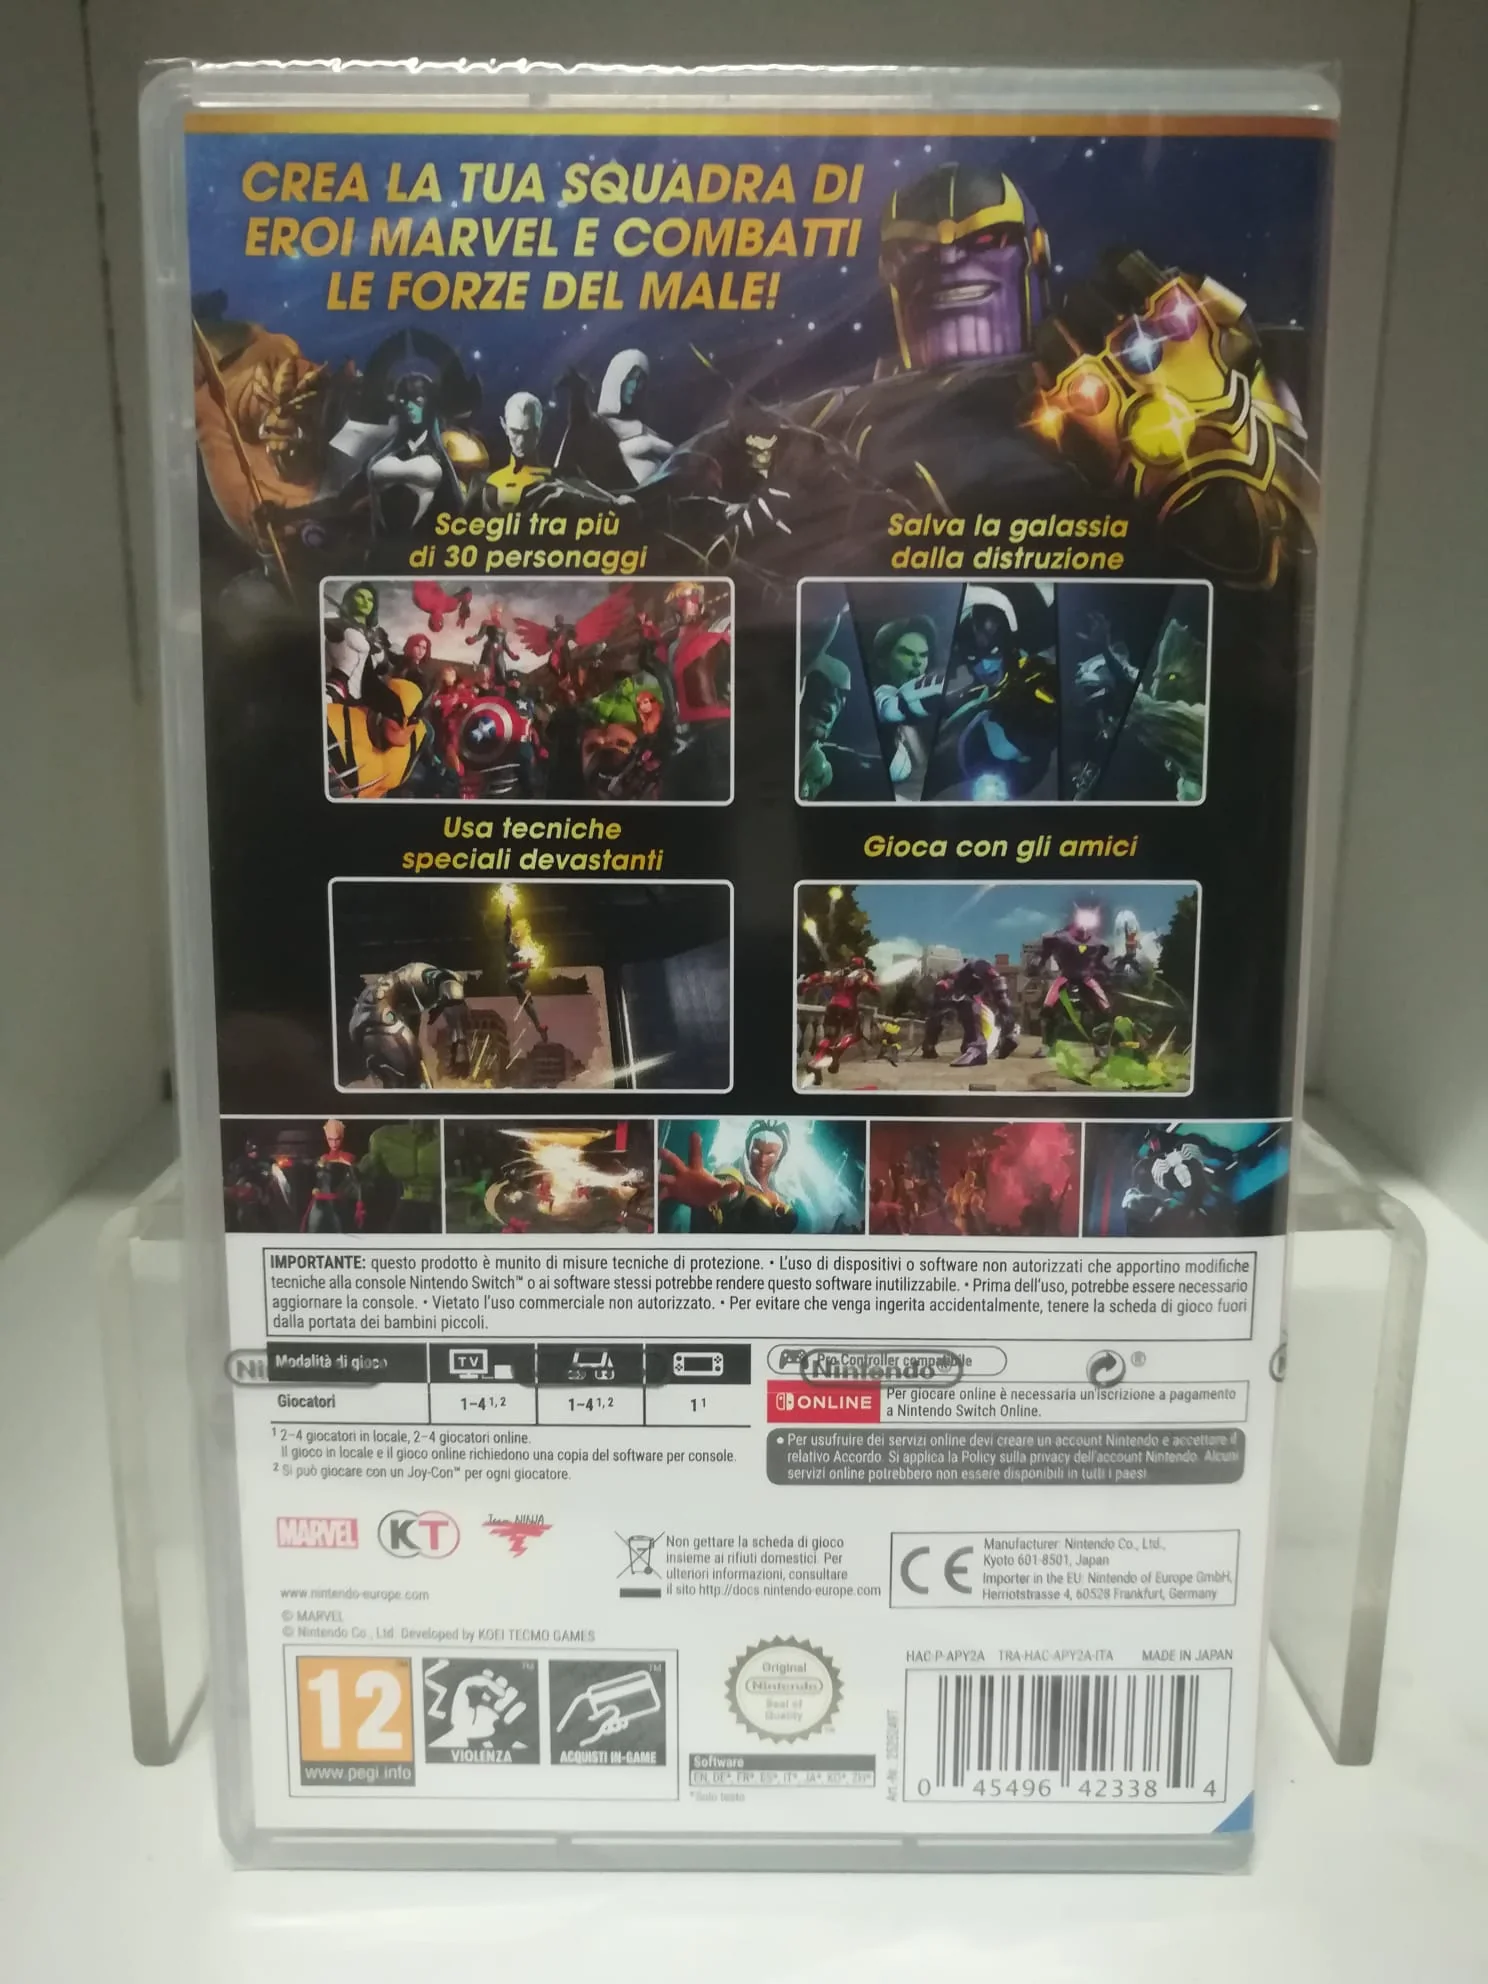 CREA LA TUA SQUADRA DI
EROI MARVEL E COMBATTI
LE FORZE DEL MALE!
Scegli tra più
di 30 personaggi
Salva la galassia
dalla distruzione
Usa tecniche
speciali devastanti
Gioca con gli amici
IMPORTANTE: questo prodotto è munito di misure tecniche di protezione. • L'uso di dispositivi o software non autorizzati che apportino modifiche
tecniche alla console Nintendo Switch™ o ai software stessi potrebbe rendere questo software inutilizzabile. • Prima dell'uso, potrebbe essere necessario
aggiornare la console. • Vietato l'uso commerciale non autorizzato. • Per evitare che venga ingerita accidentalmente, tenere la scheda di gioco fuori
dalla portata dei bambini piccoli.
Modalità di gioco
TV
Giocatori
1-4 1, 2
1-4 1, 2
1 1
1 2-4 giocatori in locale, 2-4 giocatori online.
Il gioco in locale e il gioco online richiedono una copia del software per console.
2 Si può giocare con un Joy-Con™ per ogni giocatore.
Pro Controller compatibile
Nintendo®
ONLINE
Per giocare online è necessaria un'iscrizione a pagamento
a Nintendo Switch Online.
• Per usufruire dei servizi online devi creare un account Nintendo e accettare il
relativo Accordo. Si applica la Policy sulla privacy dell'account Nintendo. Alcuni
servizi online potrebbero non essere disponibili in tutti i paesi.
MARVEL
KT
Team NINJA
Non gettare la scheda di gioco
insieme ai rifiuti domestici. Per
ulteriori informazioni, consultare
il sito http://docs.nintendo-europe.com
CE
Manufacturer: Nintendo Co., Ltd.,
Kyoto 601-8501, Japan
Importer in the EU: Nintendo of Europe GmbH,
Herriotstrasse 4, 60528 Frankfurt, Germany
www.nintendo-europe.com
© MARVEL
© Nintendo Co., Ltd. Developed by KOEI TECMO GAMES
12
www.pegi.info
VIOLENZA
ACQUISTI IN-GAME
Original
Nintendo
Seal of
Quality
Software
EN, DE*, FR*, ES*, IT*, JA*, KO*, ZH*
*Solo testo
HAC-P-APY2A TRA-HAC-APY2A-ITA MADE IN JAPAN
0 45496 42338 4